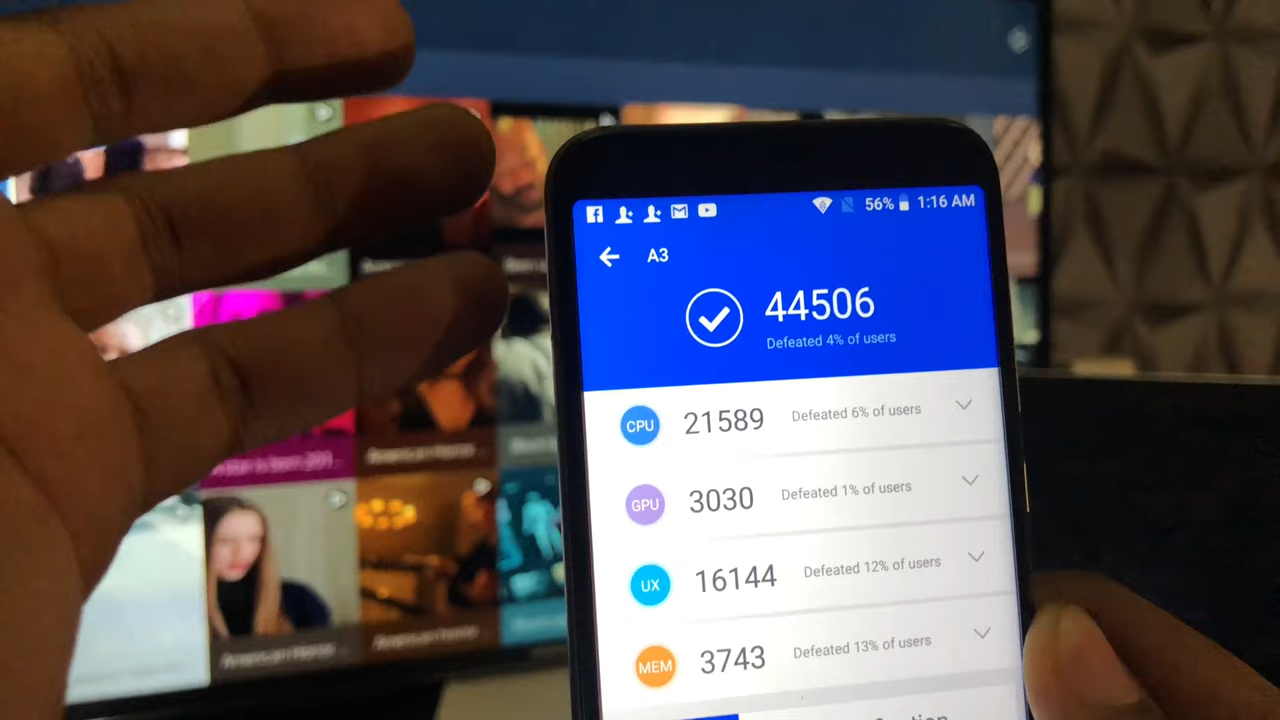 56% 1:16 AM
A3
44506
Defeated 4% of users
CPU 21589 Defeated 6% of users
GPU 3030 Defeated 1% of users
UX 16144 Defeated 12% of users
MEM 3743 Defeated 13% of users